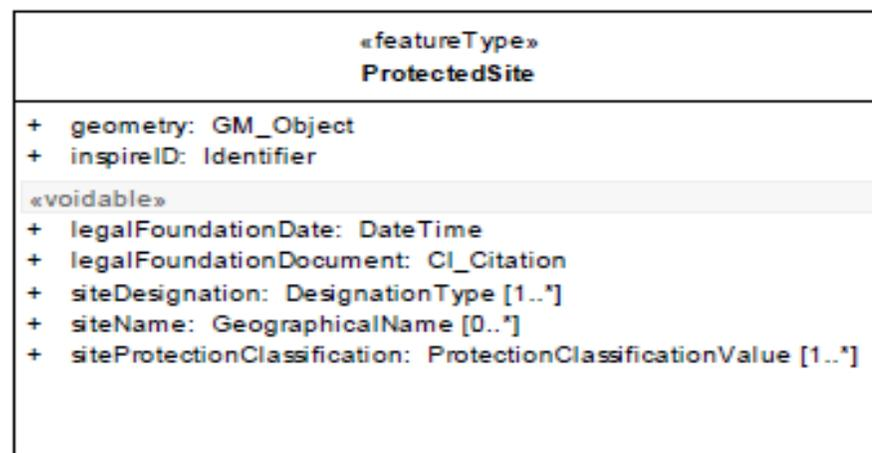 «featureType»
ProtectedSite
+ geometry: GM_Object
+ inspireID: Identifier
«voidable»
+ legalFoundationDate: DateTime
+ legalFoundationDocument: CI_Citation
+ siteDesignation: DesignationType [1..*]
+ siteName: GeographicalName [0..*]
+ siteProtectionClassification: ProtectionClassificationValue [1..*]